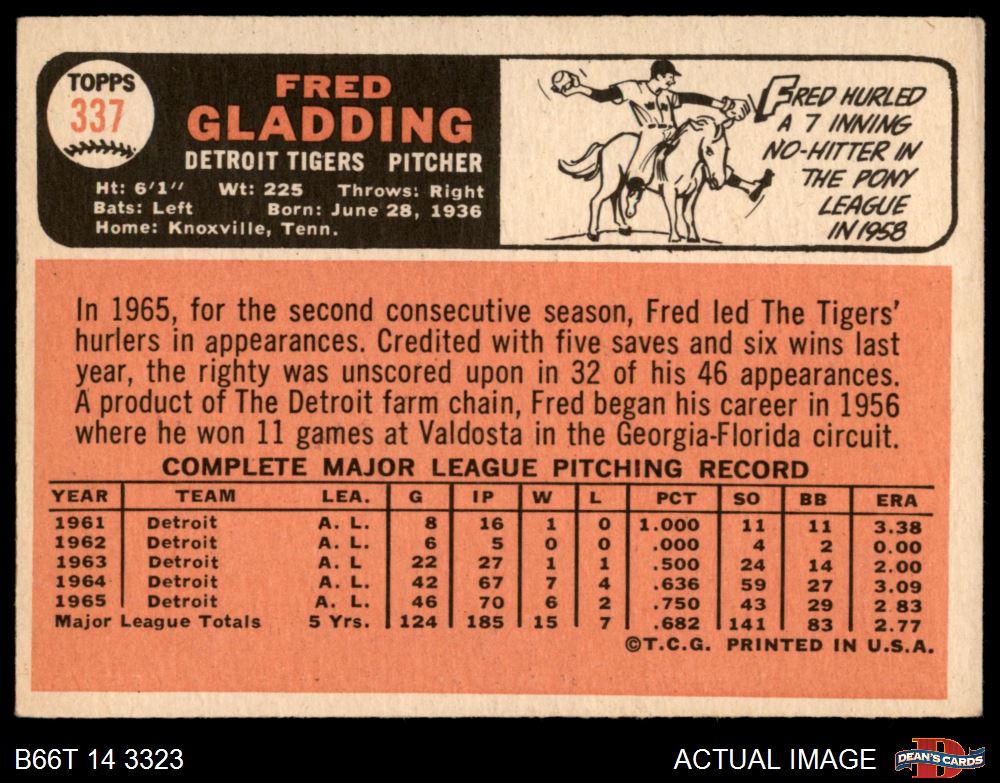 TOPPS
337
FRED
GLADDING
DETROIT TIGERS PITCHER
Ht: 6'1" Wt: 225 Throws: Right
Bats: Left Born: June 28, 1936
Home: Knoxville, Tenn.
FRED HURLED
A 7 INNING
NO-HITTER IN
THE PONY
LEAGUE
IN 1958
In 1965, for the second consecutive season, Fred led The Tigers'
hurlers in appearances. Credited with five saves and six wins last
year, the righty was unscored upon in 32 of his 46 appearances.
A product of The Detroit farm chain, Fred began his career in 1956
where he won 11 games at Valdosta in the Georgia-Florida circuit.
COMPLETE MAJOR LEAGUE PITCHING RECORD
YEAR TEAM LEA. G IP W L PCT SO BB ERA
1961 Detroit A. L. 8 16 1 0 1.000 11 11 3.38
1962 Detroit A. L. 6 5 0 0 .000 4 2 0.00
1963 Detroit A. L 22 27 1 1 .500 24 14 2.00
1964 Detroit A. L. 42 67 7 4 .636 59 27 3.09
1965 Detroit A. L. 46 70 6 2 .750 43 29 2.83
Major League Totals 5 Yrs. 124 185 15 7 .682 141 83 2.77
©T.C.G. PRINTED IN U.S.A.
B66T 14 3323 ACTUAL IMAGE
DEAN'S CARDS